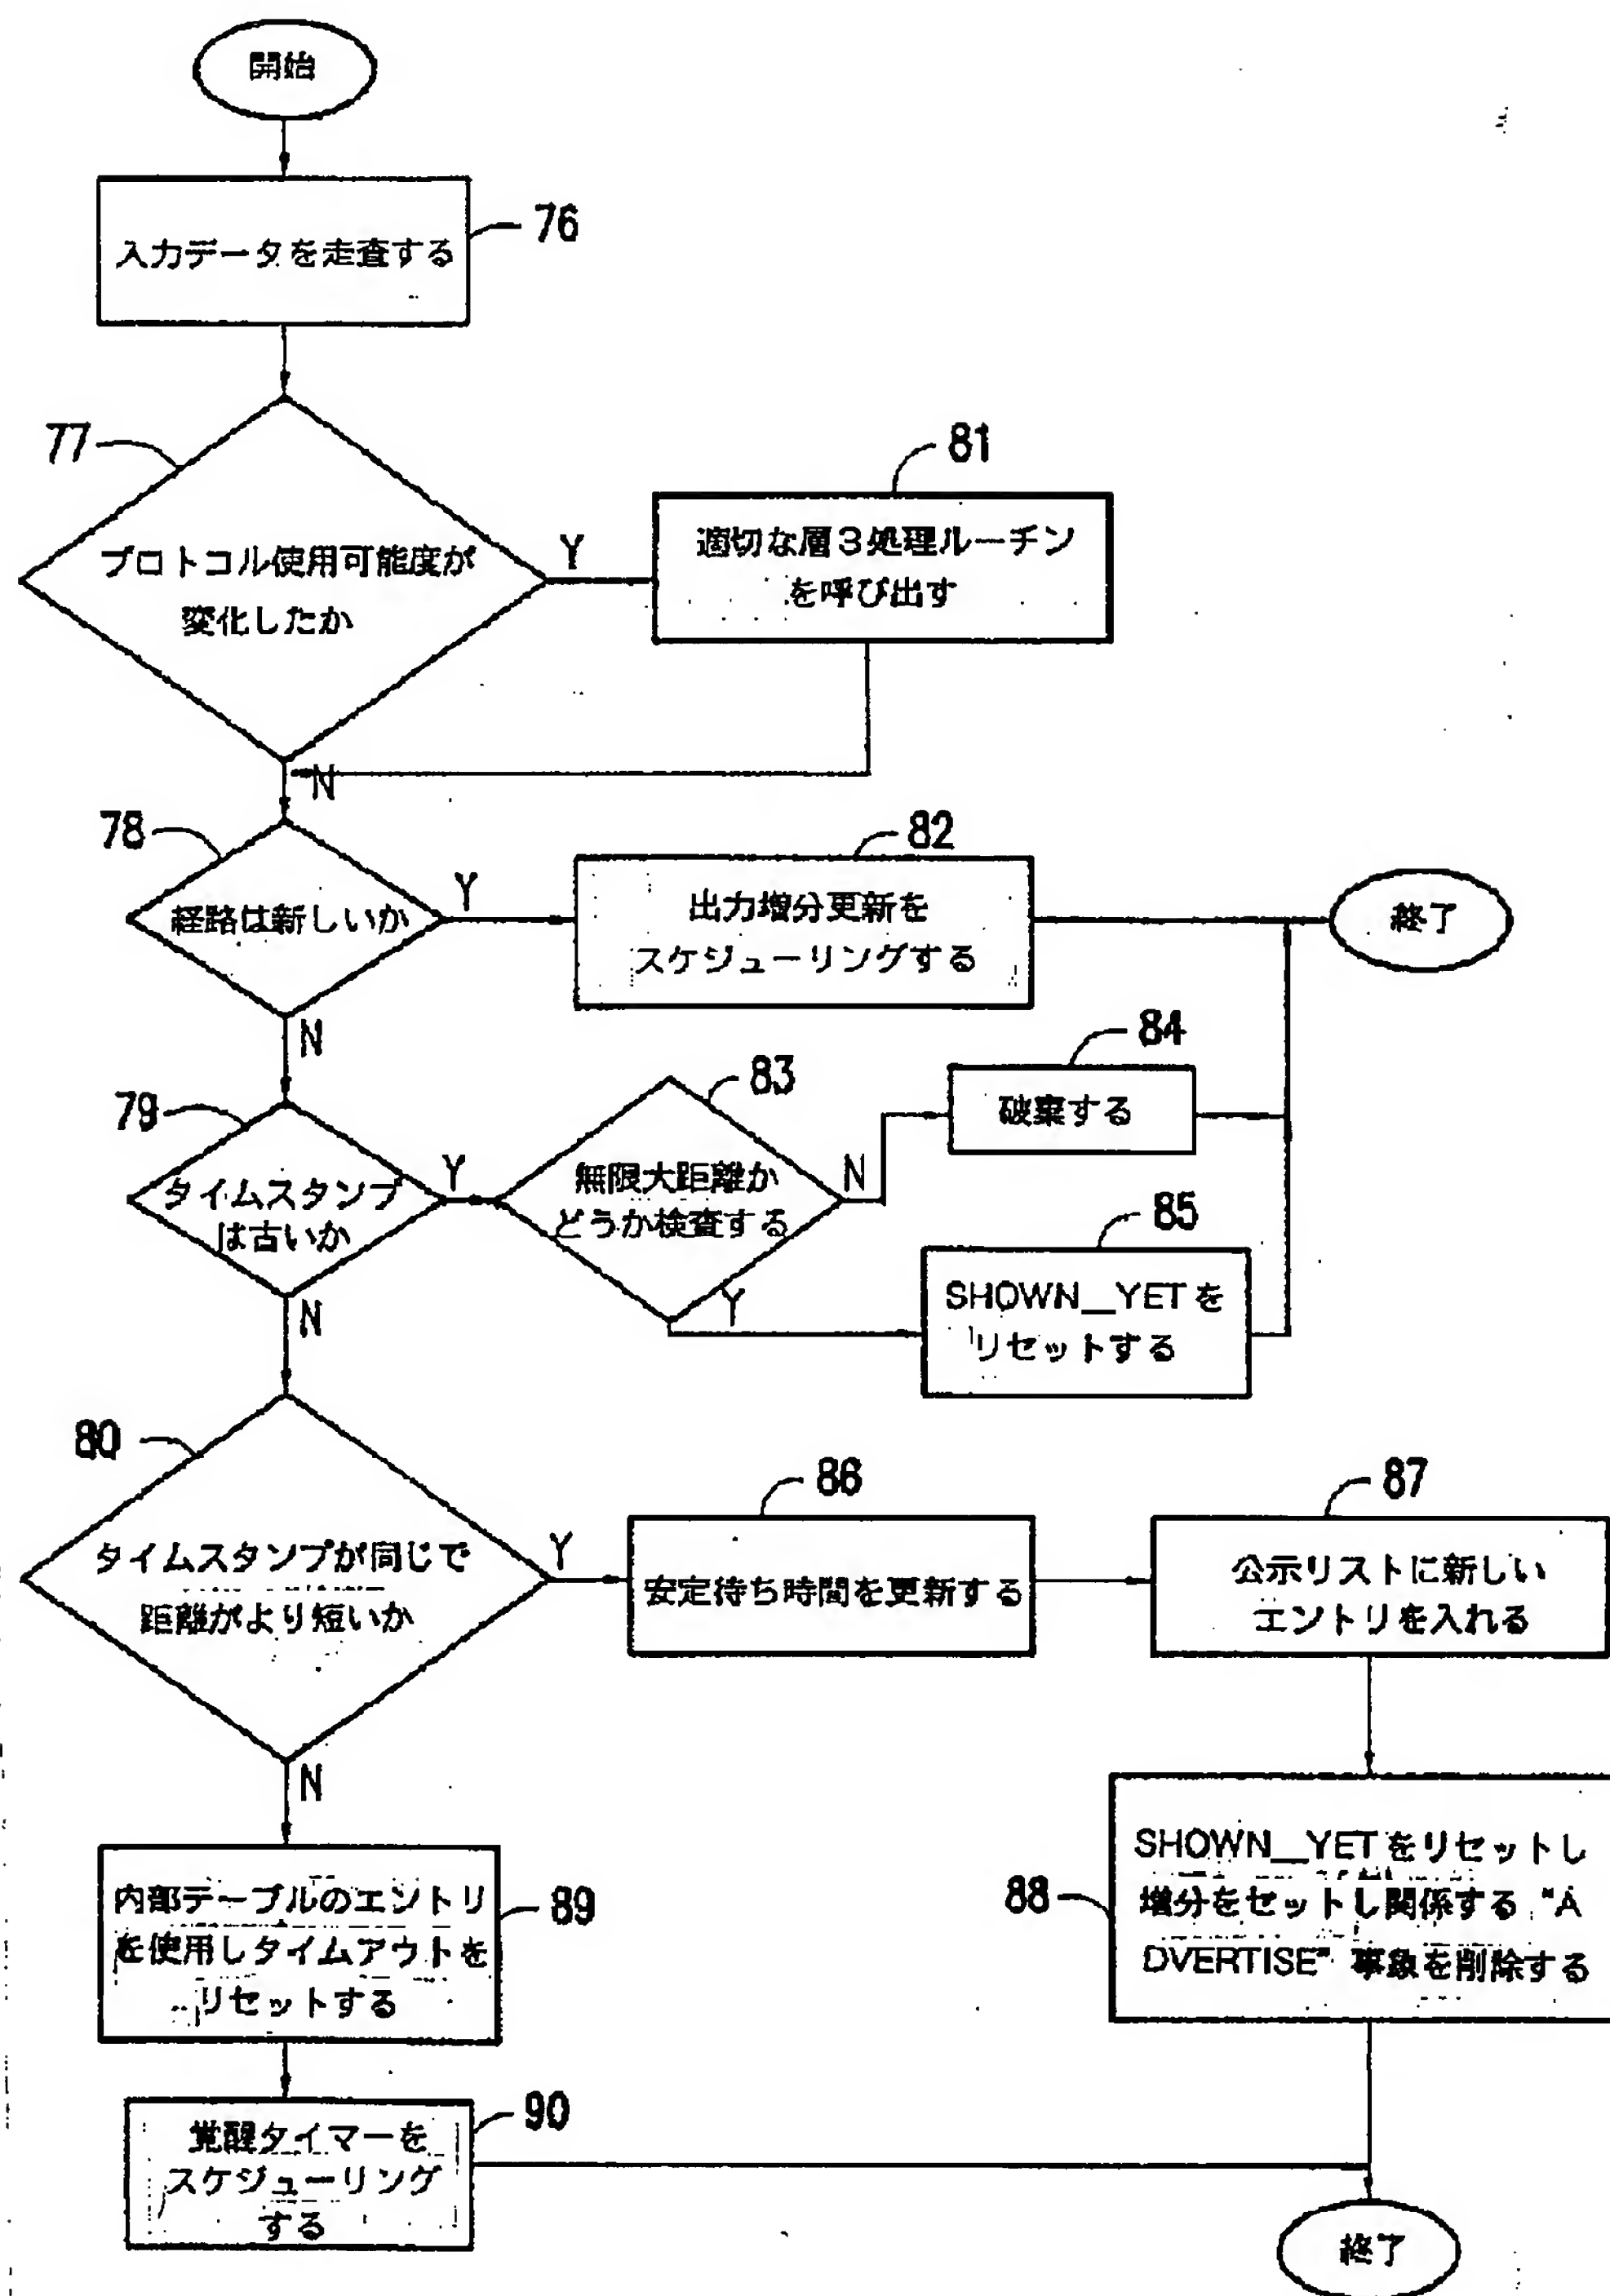 開始
入力データを走査する
76
77
プロトコル使用可能度が
変化したか
Y
81
適切な層3処理ルーチン
を呼び出す
N
78
経路は新しいか
Y
82
出力増分更新を
スケジューリングする
終了
N
79
タイムスタンプ
は古いか
Y
83
無限大距離か
どうか検査する
N
84
破棄する
Y
85
SHOWN__YETを
リセットする
N
80
タイムスタンプが同じで
距離がより短いか
Y
86
安定待ち時間を更新する
87
公示リストに新しい
エントリを入れる
N
88
SHOWN__YETをリセットし
増分をセットし関係する "A
DVERTISE" 事象を削除する
89
内部テーブルのエントリ
を使用しタイムアウトを
リセットする
90
覚醒タイマーを
スケジューリング
する
終了